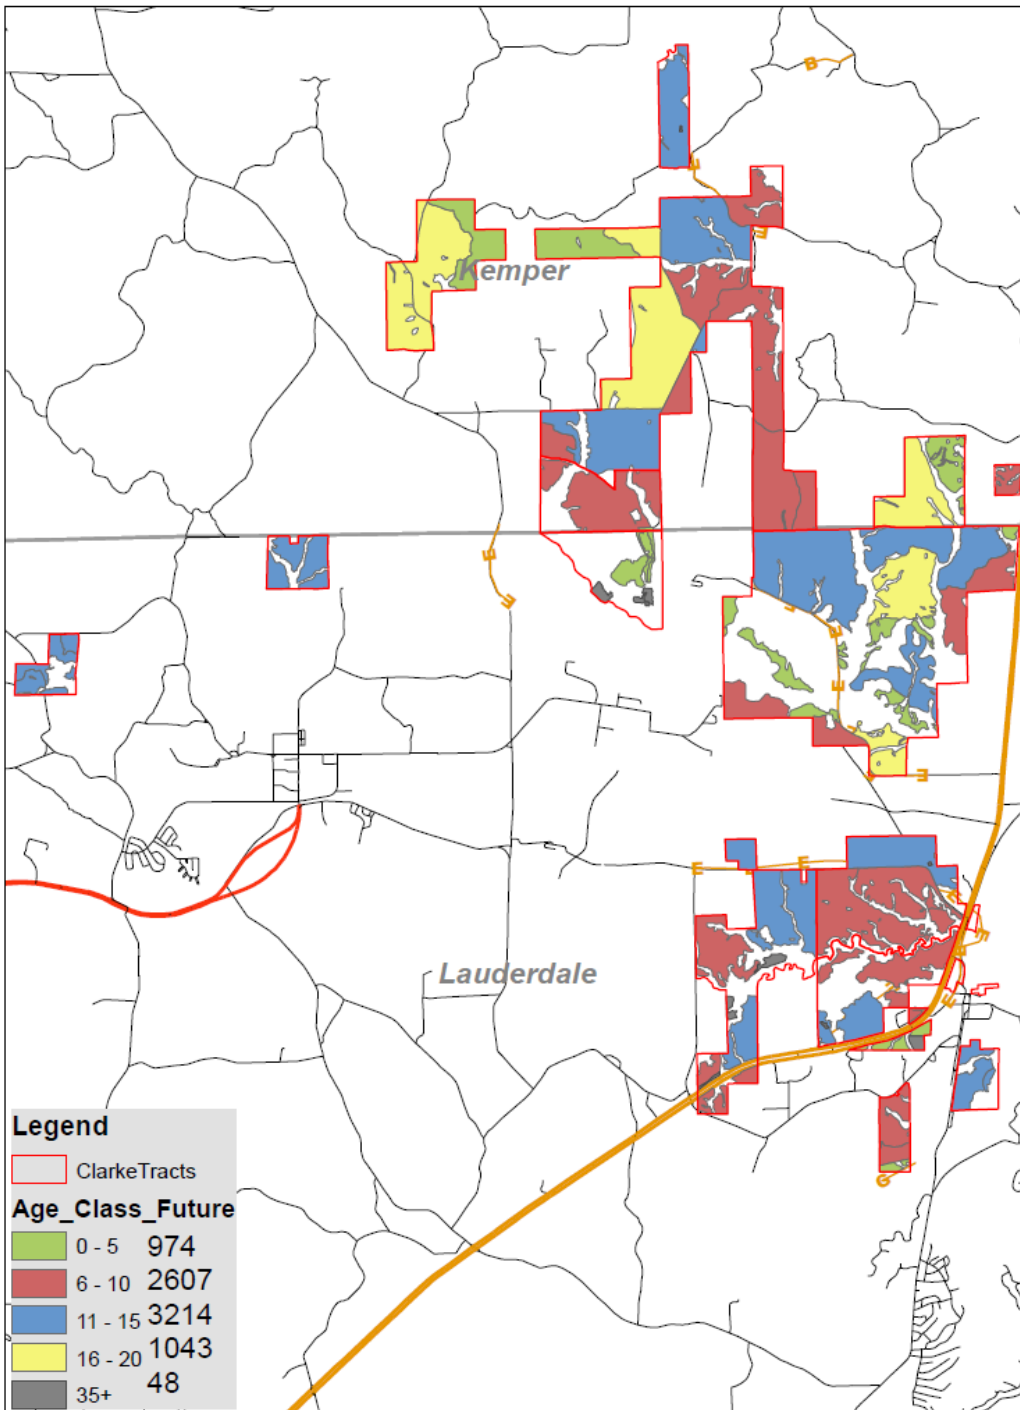 B
E
E
Kemper
E
E
E
E
E
E
E
E
E
E
Lauderdale
E
G
Legend
ClarkeTracts
Age_Class_Future
0 - 5 974
6 - 10 2607
11 - 15 3214
16 - 20 1043
35+ 48